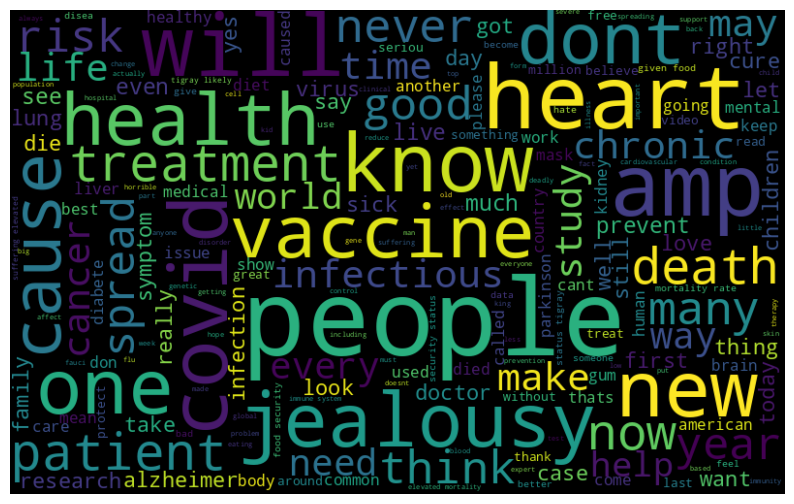 disea
healthy
yes
got
free spreading
support
severe
back
risk
will
never
dont
may
caused
seriou
become
change
actually
tigray likely
diet
day
form
top
clinical
right
cure
life
even
virus
another
please
million
believe
given food
let
population
hospital
give
cell
time
going
mental
see
say
good
something
hate
illness
important
child
lung
kid
use
live
work
video
keep
heart
die
health
know
mask
reduce
fact
chronic
read
liver
yet
deadly
cardiovascular
condition
horrible
treatment
sick
kidney
amp
part
medical
world
much
country
study
children
best
old
effect
prevent
cause
spread
symptom
anyone
covid
man
gene
suffering
vaccine
love
little
big
disorder
everyone
well
still
death
suffering elevated
cancer
issue
show
cant
diabete
great
infectious
parkinson
mortality rate
genetic
getting
data
human
treat
many
affect
really
hope
control
king
called
status tigray
therapy
week
including
people
security status
someone
skin
way
fauci
flu
infection
must
less
prevention
brain
thing
don
made
every
used
died
first
family
one
look
doesnt
make
gum
put
today
mean
protect
bad
food security
immune system
doctor
without
thats
care
take
global
jealousy
now
american
year
patient
problem
eating
need
think
case
help
thank
come
feel
blood
want
research
alzheimer
body
around
common
expert
last
based
immunity
elevated mortality
better